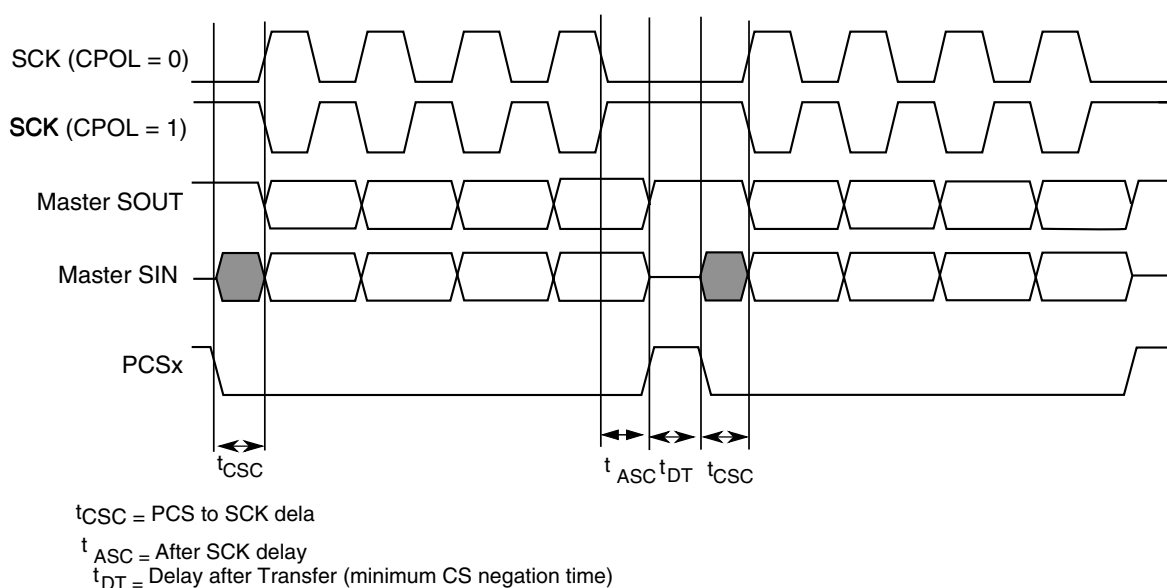 SCK (CPOL = 0)
SCK (CPOL = 1)
Master SOUT
Master SIN
PCSx
tCSC
t ASC
tDT
tCSC
tCSC = PCS to SCK dela
t ASC = After SCK delay
tDT = Delay after Transfer (minimum CS negation time)